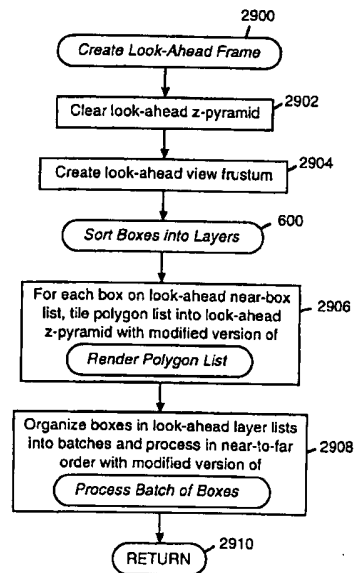 2900
Create Look-Ahead Frame
2902
Clear look-ahead z-pyramid
2904
Create look-ahead view frustum
600
Sort Boxes into Layers
For each box on look-ahead near-box
list, tile polygon list into look-ahead
z-pyramid with modified version of
Render Polygon List
2906
Organize boxes in look-ahead layer lists
into batches and process in near-to-far
order with modified version of
Process Batch of Boxes
2908
2910
RETURN